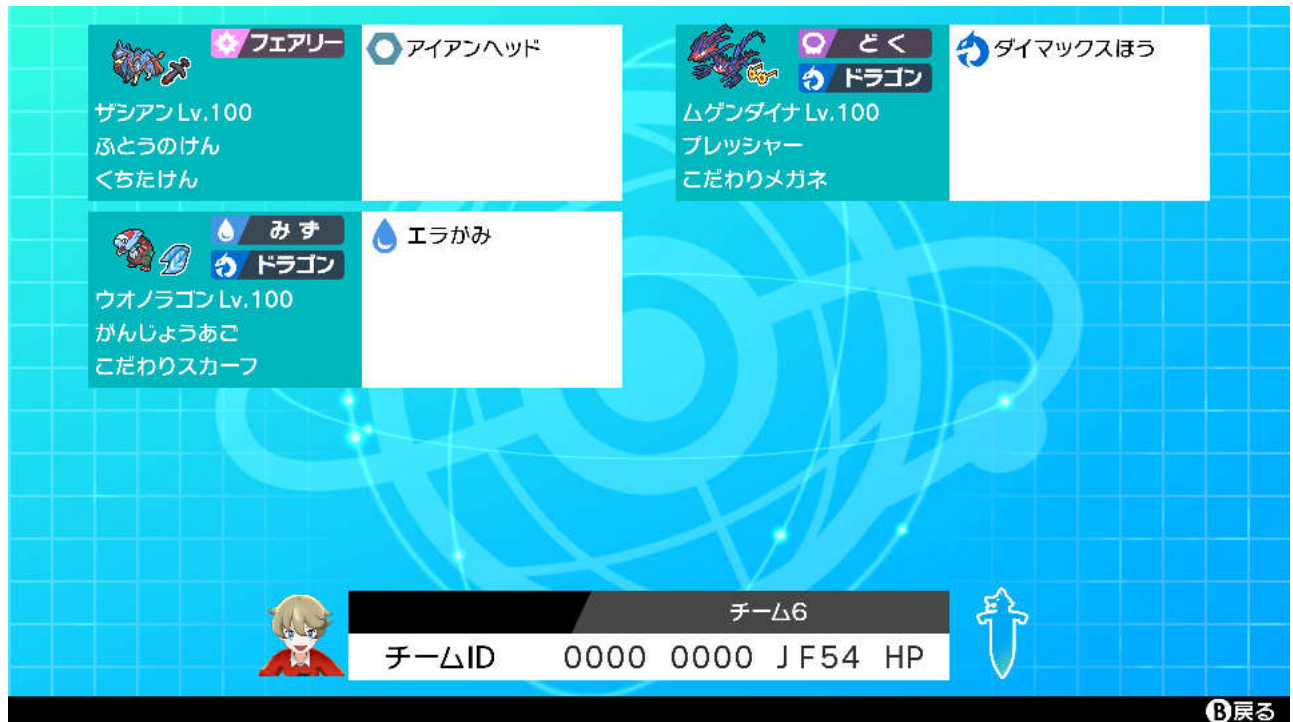 フェアリー
アイアンヘッド
ザシアン Lv.100
ふとうのけん
くちたけん
どく
ドラゴン
ダイマックスほう
ムゲンダイナ Lv.100
プレッシャー
こだわりメガネ
みず
ドラゴン
エラがみ
ウオノラゴン Lv.100
がんじょうあご
こだわりスカーフ
チーム6
チームID 0000 0000 JF54 HP
B戻る